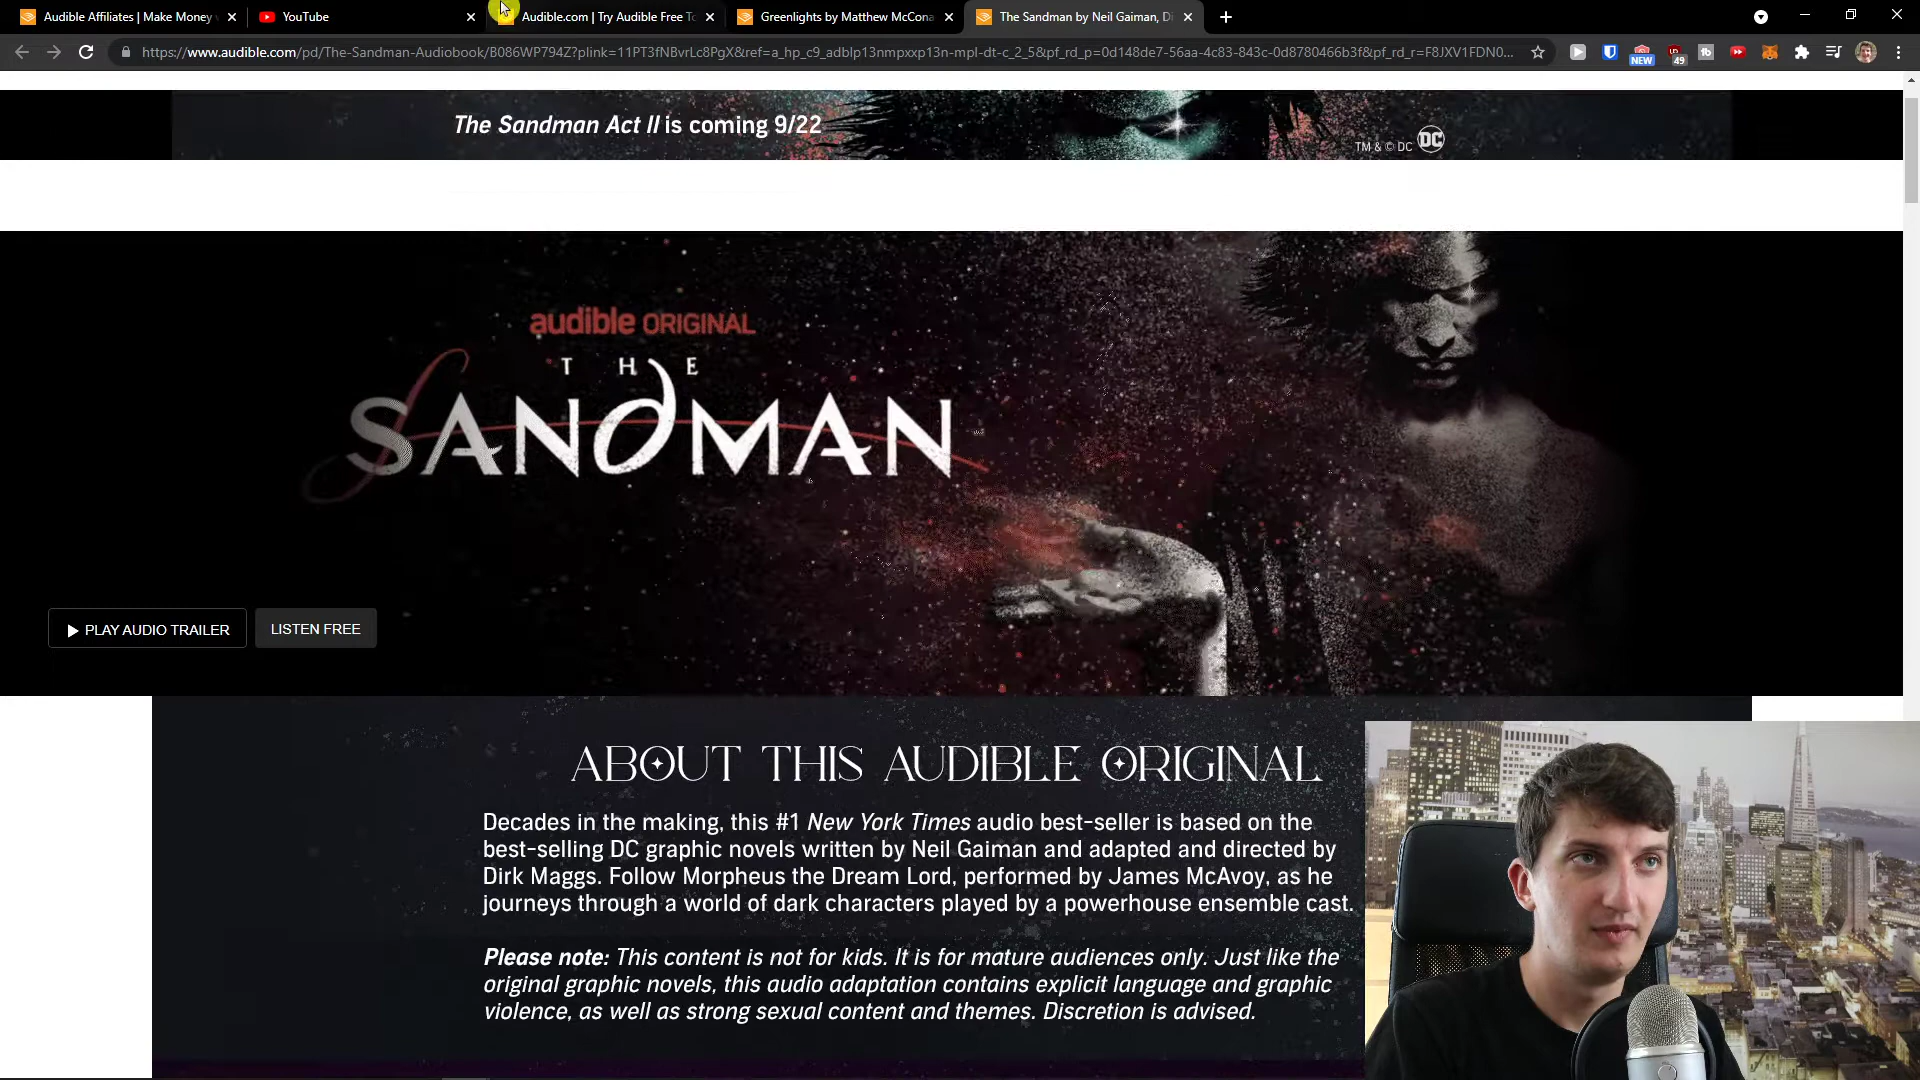 Audible Affiliates | Make Money
YouTube
Audible.com | Try Audible Free
Greenlights by Matthew McCona
The Sandman by Neil Gaiman, Di
https://www.audible.com/pd/The-Sandman-Audiobook/B086WP794Z?plink=11PT3fNBvrLc8PgX&ref=a_hp_c9_adblp13nmpxxp13n-mpl-dt-c_2_5&pf_rd_p=0d148de7-56aa-4c83-843c-0d8780466b3f&pf_rd_r=F8JXV1FDN0...
NEW
49
The Sandman Act II is coming 9/22
TM & © DC
DC
audible ORIGINAL
THE
SANDMAN
PLAY AUDIO TRAILER
LISTEN FREE
ABOUT THIS AUDIBLE ORIGINAL
Decades in the making, this #1 New York Times audio best-seller is based on the
best-selling DC graphic novels written by Neil Gaiman and adapted and directed by
Dirk Maggs. Follow Morpheus the Dream Lord, performed by James McAvoy, as he
journeys through a world of dark characters played by a powerhouse ensemble cast.
Please note: This content is not for kids. It is for mature audiences only. Just like the
original graphic novels, this audio adaptation contains explicit language and graphic
violence, as well as strong sexual content and themes. Discretion is advised.